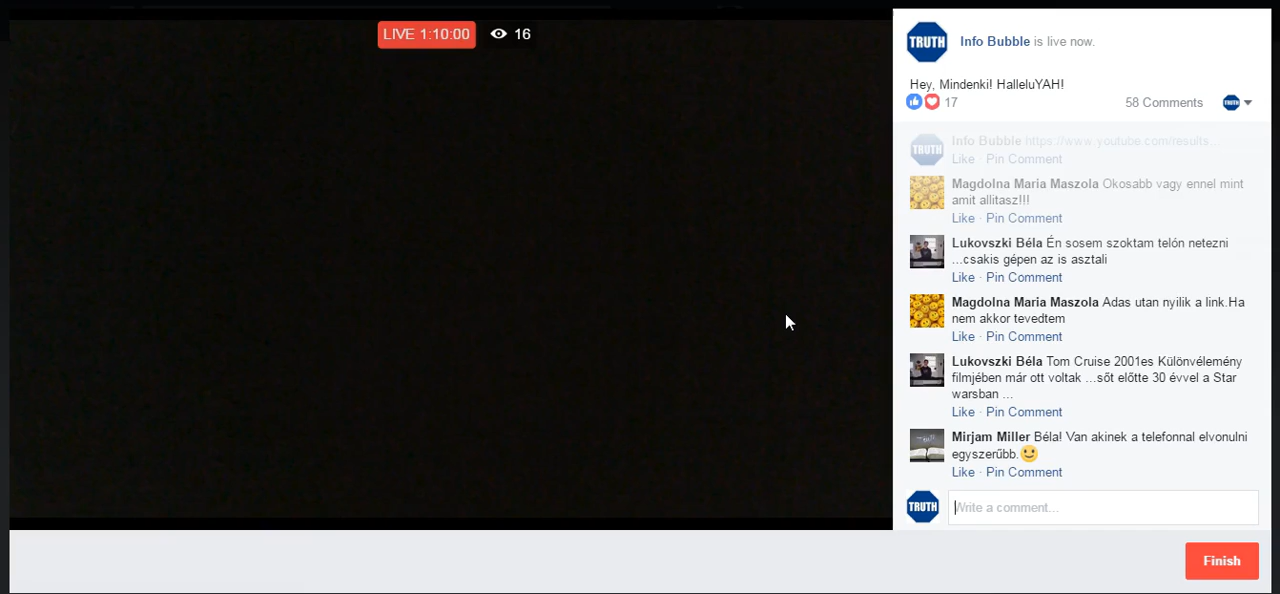 LIVE 1:10:00 16
TRUTH
Info Bubble is live now.
Hey, Mindenki! HalleluYAH!
17
58 Comments
TRUTH
TRUTH
Info Bubble https://www.youtube.com/results...
Like · Pin Comment
Magdolna Maria Maszola Okosabb vagy ennel mint
amit allitasz!!!
Like · Pin Comment
Lukovszki Béla Én sosem szoktam telón netezni
...csakis gépen az is asztali
Like · Pin Comment
Magdolna Maria Maszola Adas utan nyilik a link.Ha
nem akkor tevedtem
Like · Pin Comment
Lukovszki Béla Tom Cruise 2001es Különvélemény
filmjében már ott voltak ...sőt előtte 30 évvel a Star
warsban ...
Like · Pin Comment
Mirjam Miller Béla! Van akinek a telefonnal elvonulni
egyszerűbb.🙂
Like · Pin Comment
TRUTH
Write a comment...
Finish